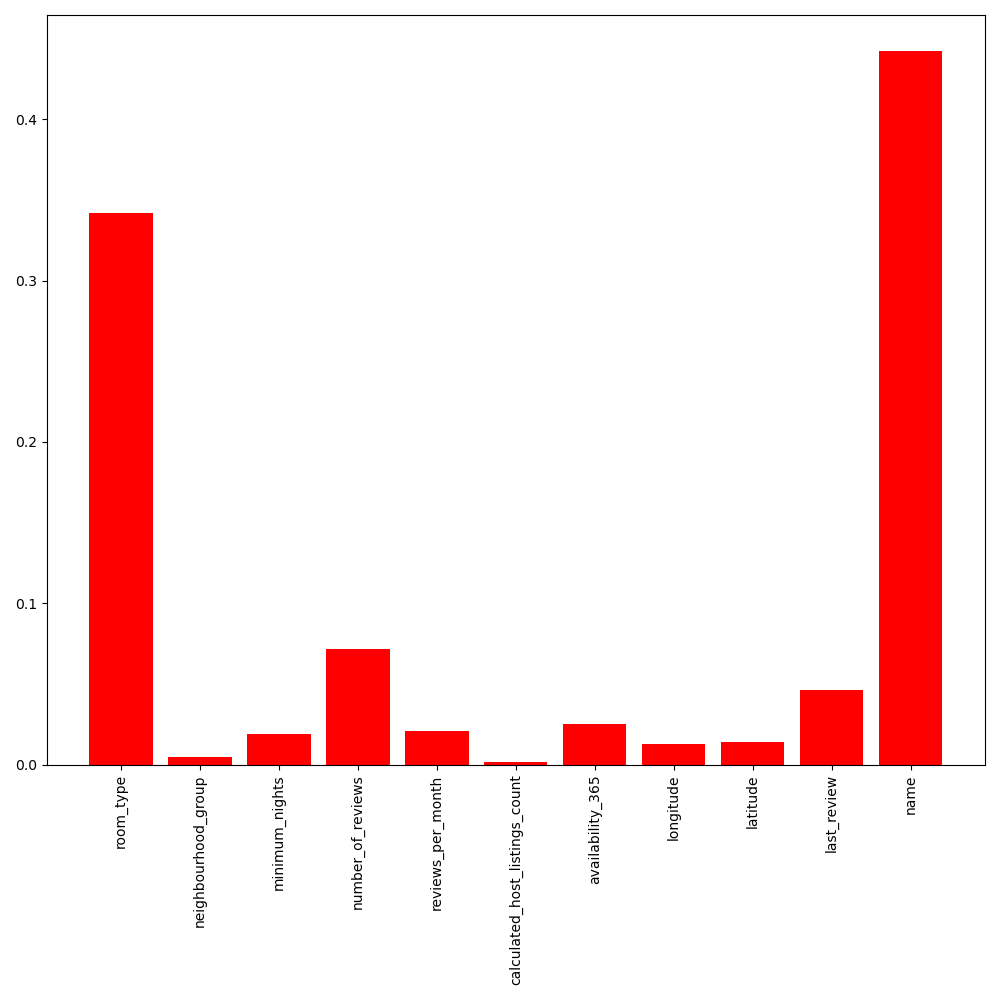 0.4
0.3
0.2
0.1
0.0
room_type
neighbourhood_group
minimum_nights
number_of_reviews
reviews_per_month
calculated_host_listings_count
availability_365
longitude
latitude
last_review
name